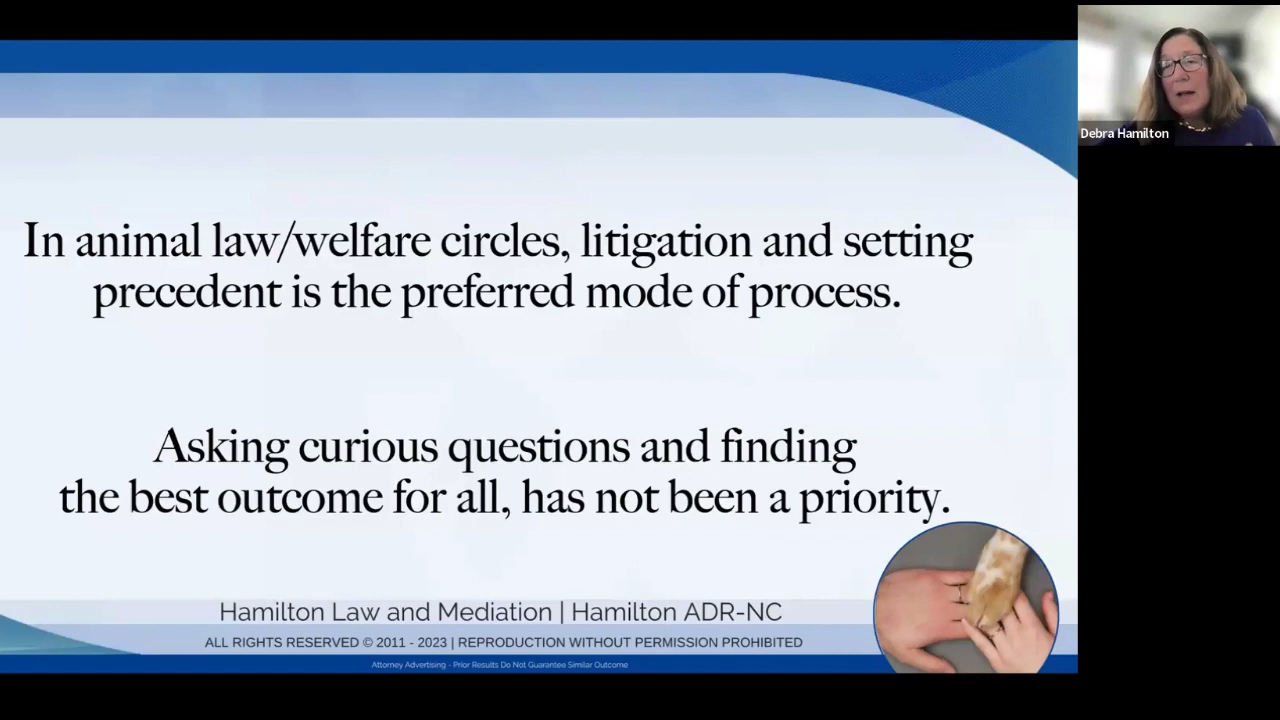 In animal law/welfare circles, litigation and setting
precedent is the preferred mode of process.
Asking curious questions and finding
the best outcome for all, has not been a priority.
Hamilton Law and Mediation | Hamilton ADR-NC
ALL RIGHTS RESERVED © 2011 - 2023 | REPRODUCTION WITHOUT PERMISSION PROHIBITED
Attorney Advertising - Prior Results Do Not Guarantee Similar Outcome
Debra Hamilton